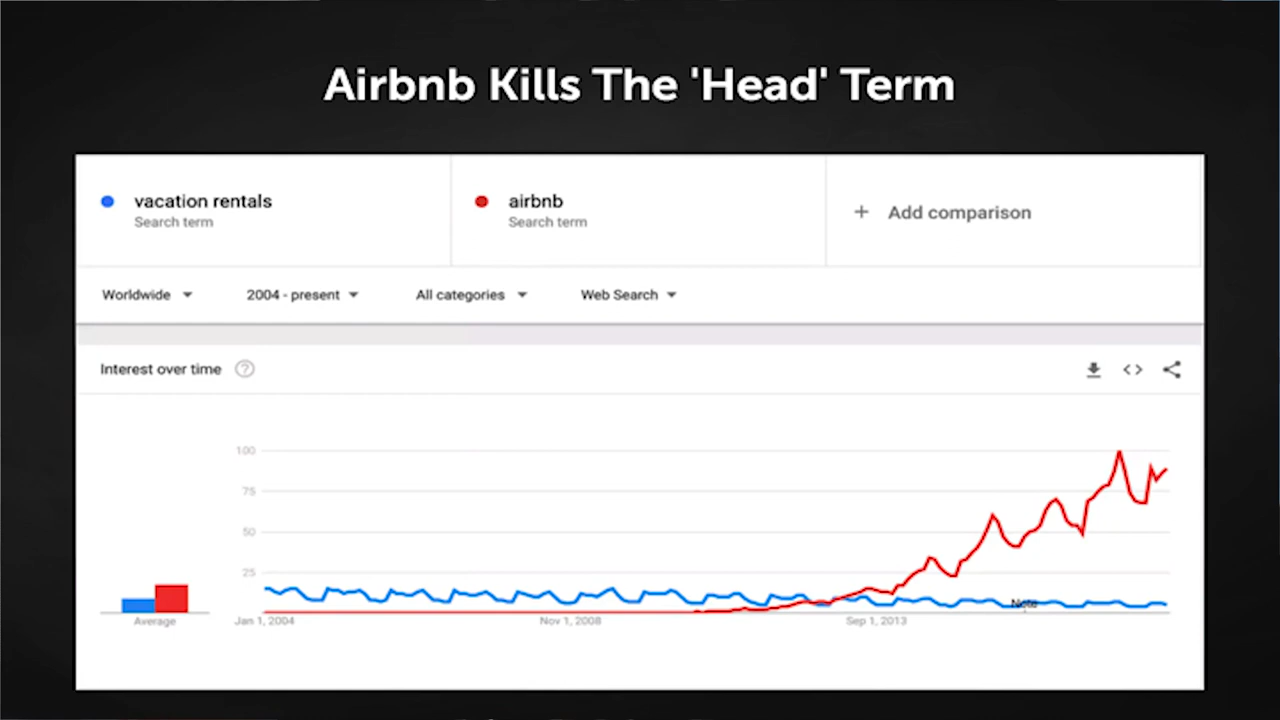 Airbnb Kills The 'Head' Term
vacation rentals
Search term
airbnb
Search term
+ Add comparison
Worldwide
2004 - present
All categories
Web Search
Interest over time ?
100
75
50
25
Note
Average
Jan 1, 2004
Nov 1, 2008
Sep 1, 2013